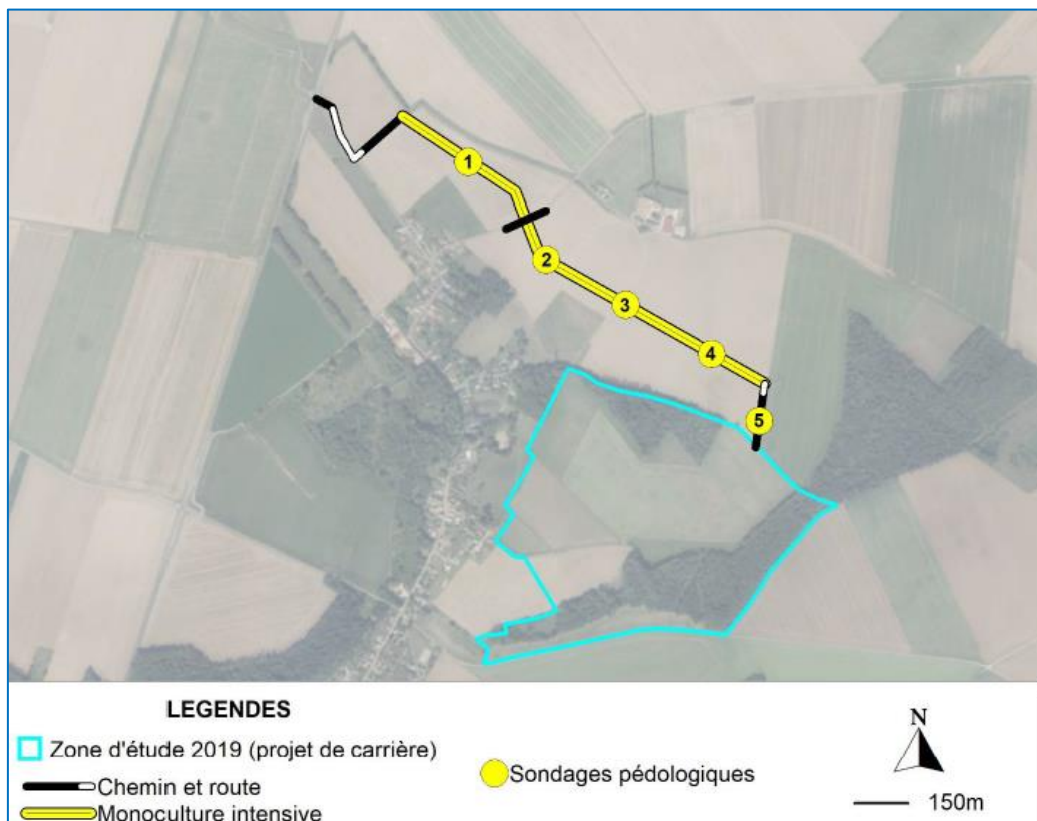 1
2
3
4
5
LEGENDES
N
Zone d'étude 2019 (projet de carrière)
Sondages pédologiques
Chemin et route
150m
Monoculture intensive